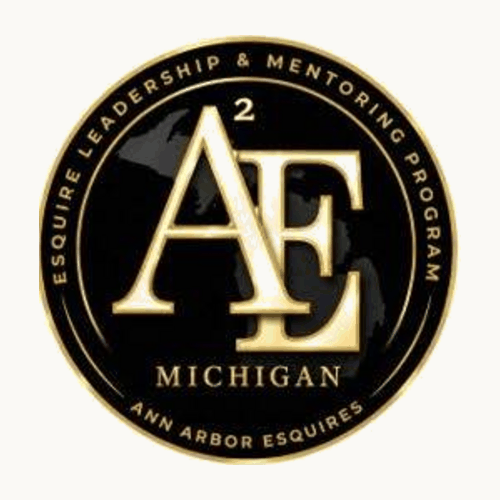 ESQUIRE LEADERSHIP & MENTORING PROGRAM
A²E
MICHIGAN
ANN ARBOR ESQUIRES